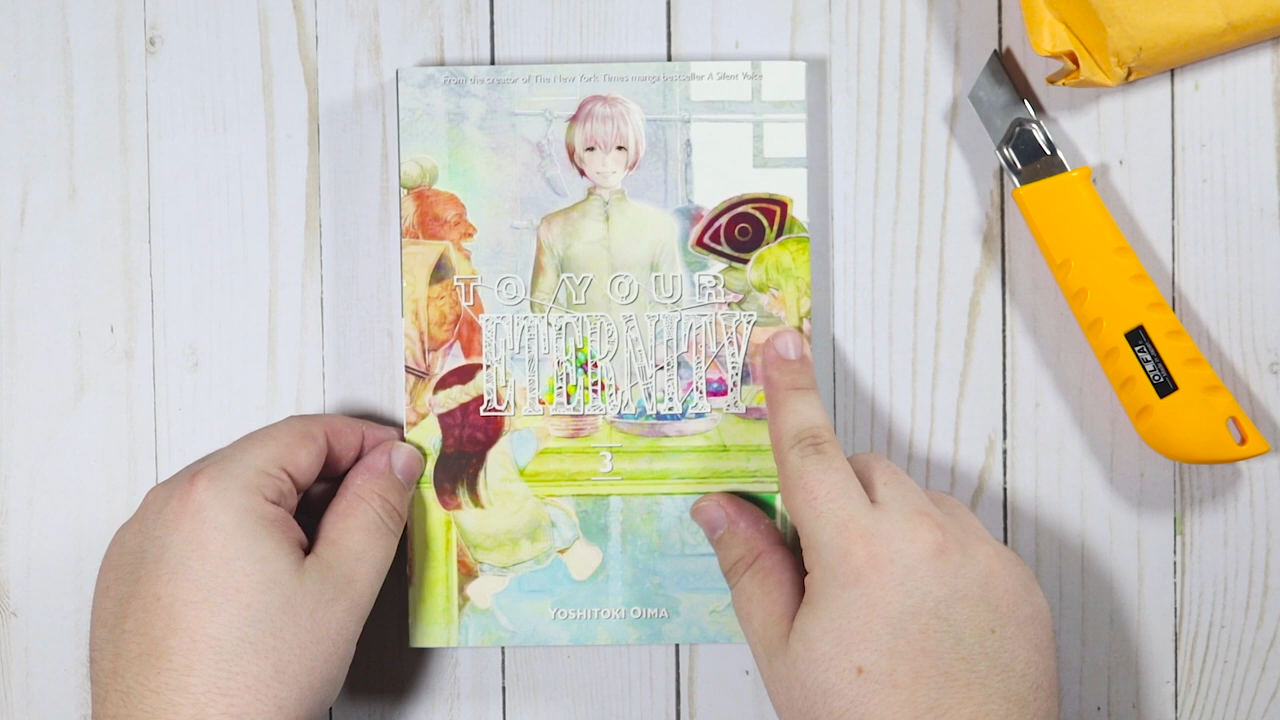 From the creator of The New York Times manga bestseller A Silent Voice
TO YOUR
ETERNITY
3
YOSHITOKI OIMA
OLFA